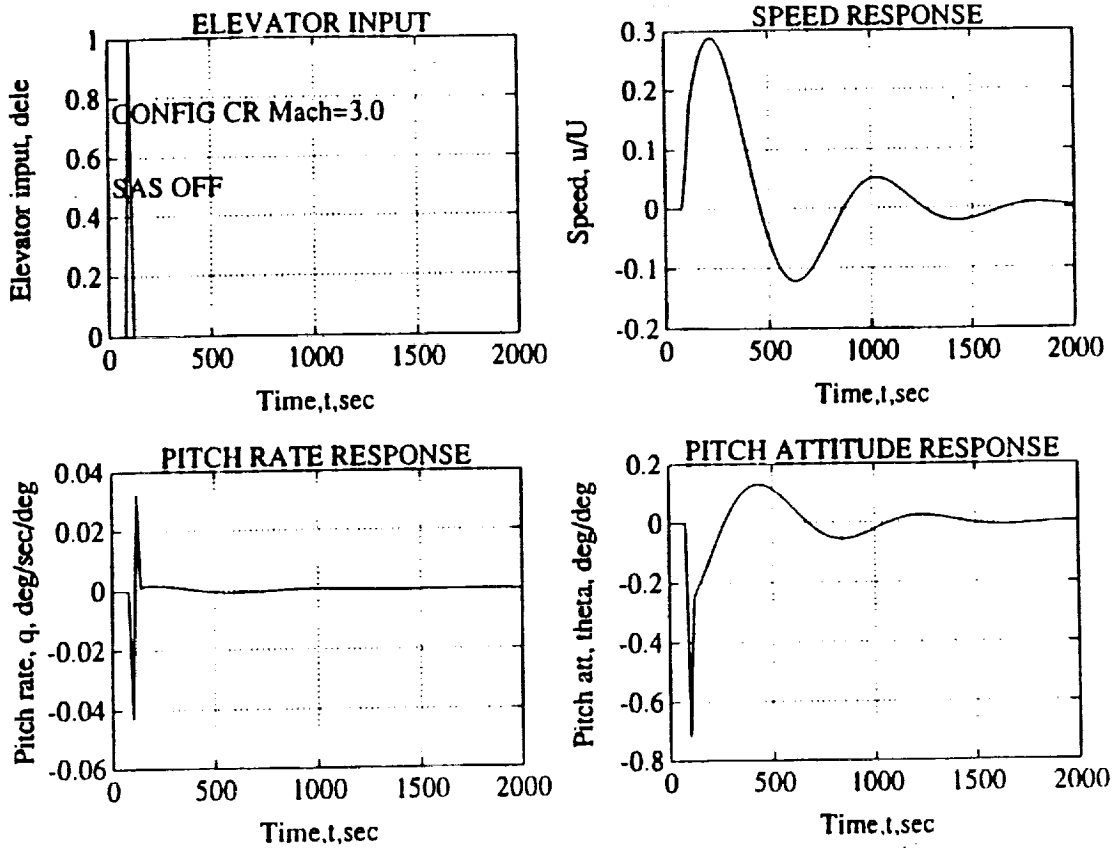 ELEVATOR INPUT
1
0.8
0.6
0.4
0.2
0
Elevator input, dele
CONFIG CR Mach=3.0
SAS OFF
0 500 1000 1500 2000
Time,t,sec
SPEED RESPONSE
0.3
0.2
0.1
0
-0.1
-0.2
Speed, u/U
0 500 1000 1500 2000
Time,t,sec
PITCH RATE RESPONSE
0.04
0.02
0
-0.02
-0.04
-0.06
Pitch rate, q, deg/sec/deg
0 500 1000 1500 2000
Time,t,sec
PITCH ATTITUDE RESPONSE
0.2
0
-0.2
-0.4
-0.6
-0.8
Pitch att, theta, deg/deg
0 500 1000 1500 2000
Time,t,sec